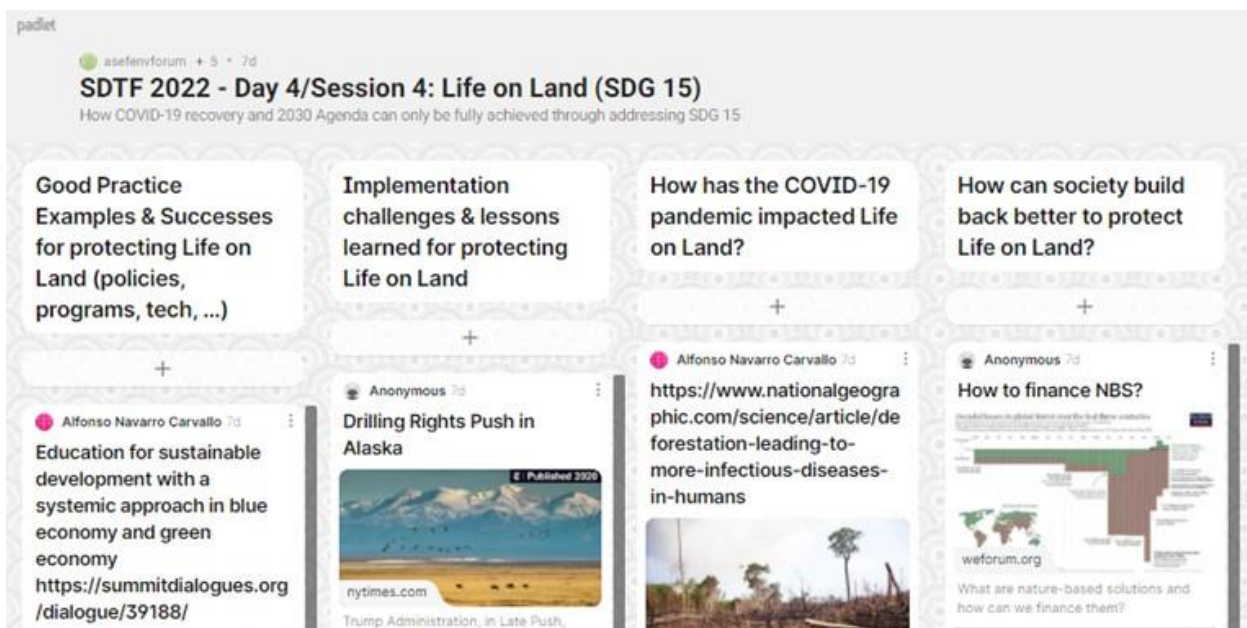 padlet
asefenvforum + 5 • 7d
SDTF 2022 - Day 4/Session 4: Life on Land (SDG 15)
How COVID-19 recovery and 2030 Agenda can only be fully achieved through addressing SDG 15
Good Practice
Examples & Successes
for protecting Life on
Land (policies,
programs, tech, ...)
+
Alfonso Navarro Carvallo 7d
Education for sustainable
development with a
systemic approach in blue
economy and green
economy
https://summitdialogues.org
/dialogue/39188/
Implementation
challenges & lessons
learned for protecting
Life on Land
+
Anonymous 7d
Drilling Rights Push in
Alaska
Published 2020
nytimes.com
Trump Administration, in Late Push,
How has the COVID-19
pandemic impacted Life
on Land?
+
Alfonso Navarro Carvallo 7d
https://www.nationalgeogra
phic.com/science/article/de
forestation-leading-to-
more-infectious-diseases-
in-humans
How can society build
back better to protect
Life on Land?
+
Anonymous 7d
How to finance NBS?
weforum.org
What are nature-based solutions and
how can we finance them?